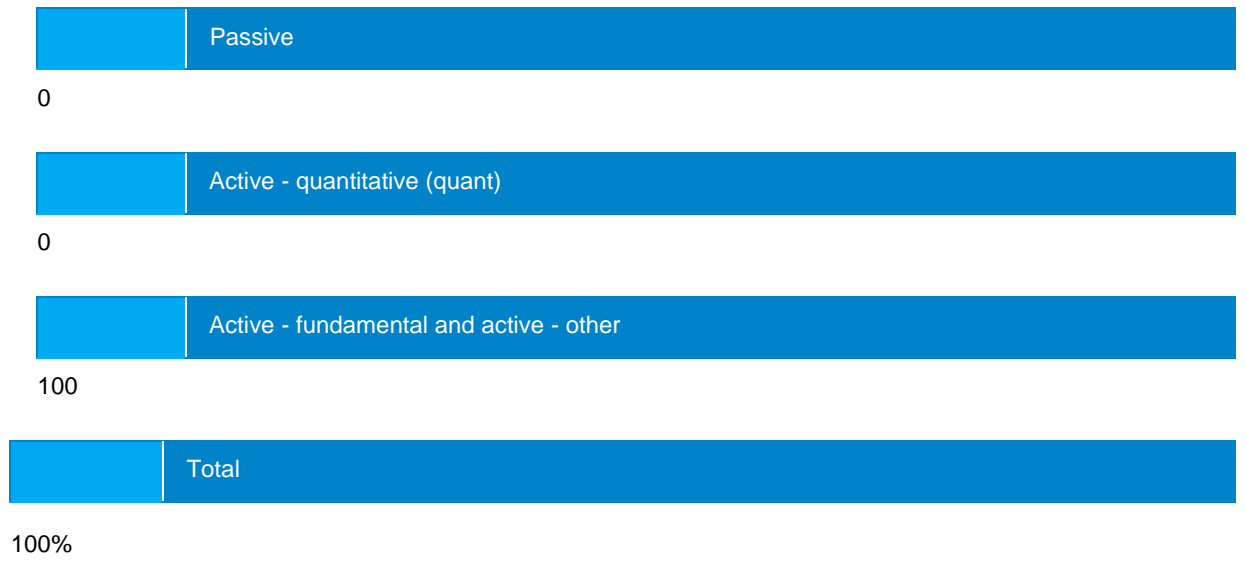 Passive
0
Active - quantitative (quant)
0
Active - fundamental and active - other
100
Total
100%